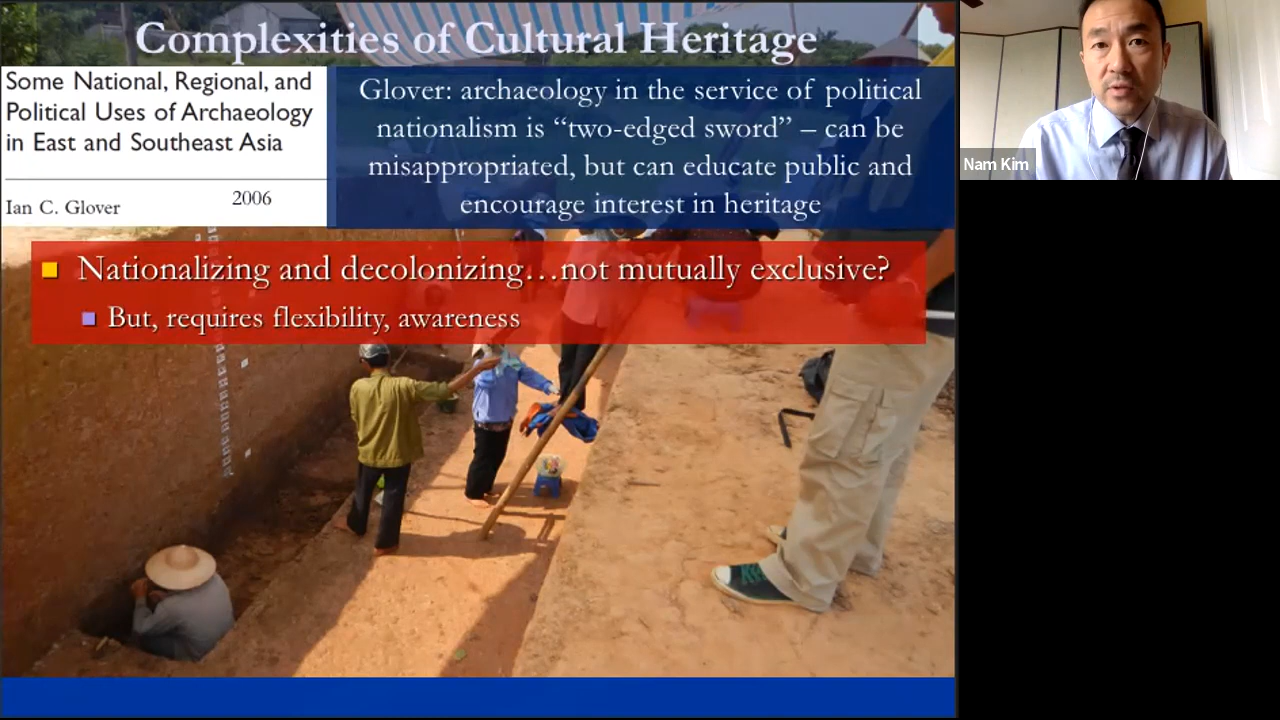 Complexities of Cultural Heritage
Some National, Regional, and
Political Uses of Archaeology
in East and Southeast Asia
Ian C. Glover
2006
Glover: archaeology in the service of political
nationalism is “two-edged sword” – can be
misappropriated, but can educate public and
encourage interest in heritage
Nationalizing and decolonizing…not mutually exclusive?
But, requires flexibility, awareness
Nam Kim